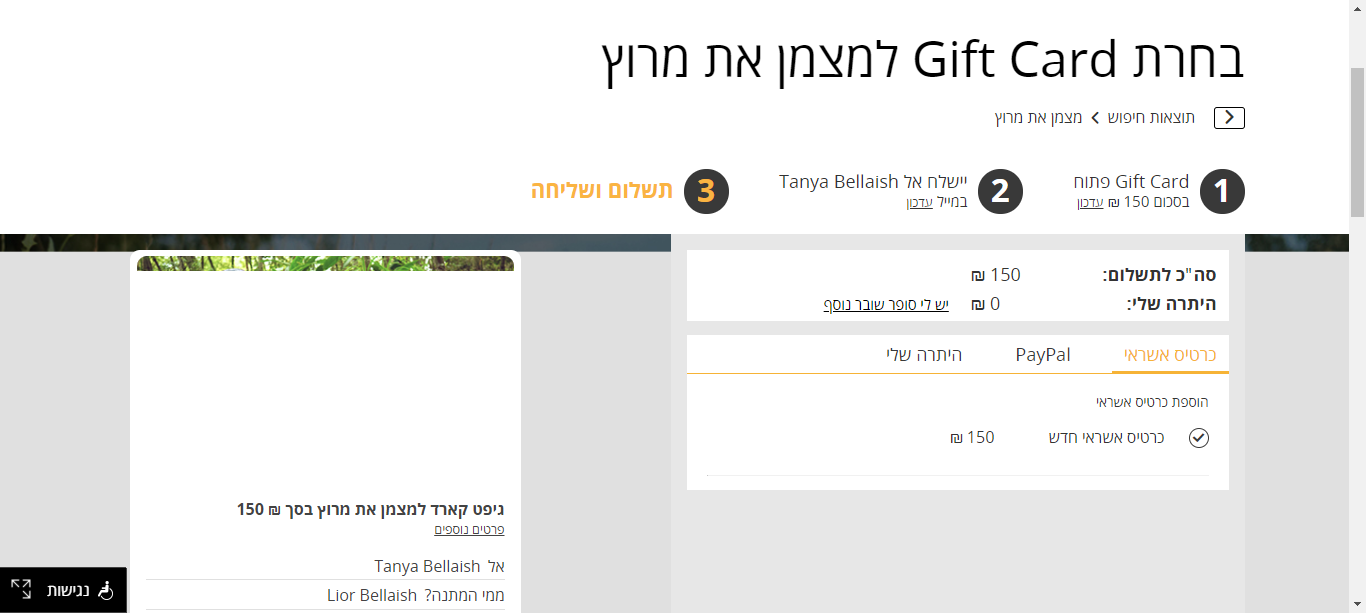 בחרת Gift Card למצמן את מרוץ
תוצאות חיפוש
מצמן את מרוץ
1
Gift Card פתוח
בסכום 150 ₪ עדכון
2
יישלח אל Tanya Bellaish
במייל עדכון
3
תשלום ושליחה
סה"כ לתשלום: 150 ₪
היתרה שלי: 0 ₪ יש לי סופר שובר נוסף
כרטיס אשראי PayPal היתרה שלי
הוספת כרטיס אשראי
כרטיס אשראי חדש 150 ₪
גיפט קארד למצמן את מרוץ בסך ₪ 150
פרטים נוספים
אל Tanya Bellaish
ממי המתנה? Lior Bellaish
נגישות